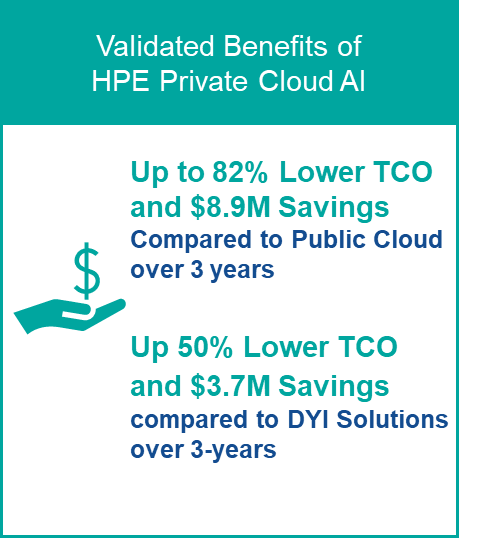 Validated Benefits of
HPE Private Cloud AI
Up to 82% Lower TCO
and $8.9M Savings
Compared to Public Cloud
over 3 years
$
Up 50% Lower TCO
and $3.7M Savings
compared to DYI Solutions
over 3-years